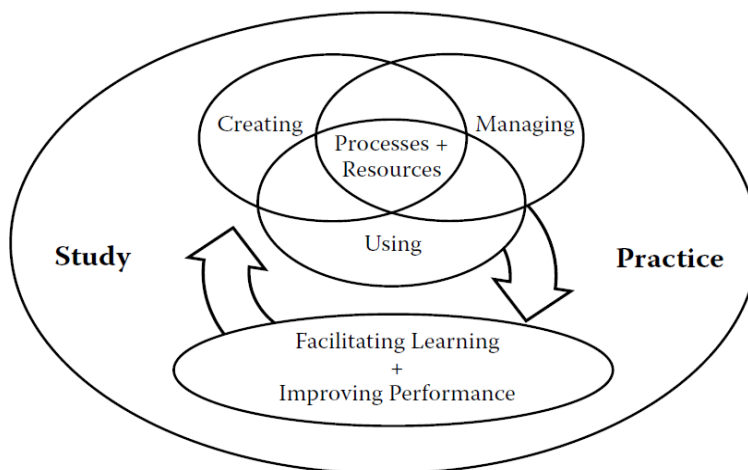 Creating
Managing
Processes +
Resources
Using
Study
Practice
Facilitating Learning
+
Improving Performance